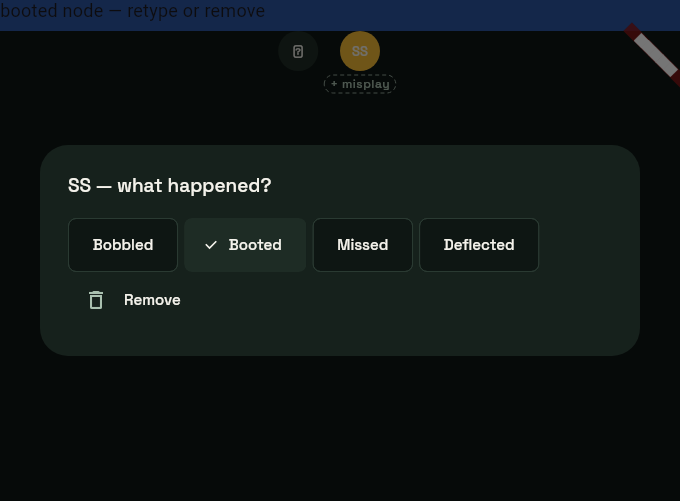 booted node — retype or remove
SS
+ misplay
SS — what happened?
Bobbled
Booted
Missed
Deflected
Remove